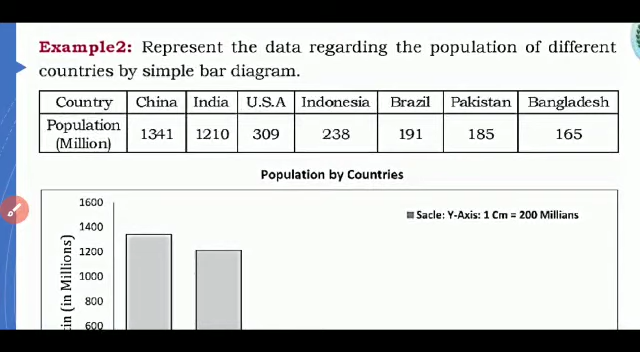 Example2: Represent the data regarding the population of different
countries by simple bar diagram.
Country China India U.S.A Indonesia Brazil Pakistan Bangladesh
Population (Million) 1341 1210 309 238 191 185 165
Population by Countries
1600
Sacle: Y-Axis: 1 Cm = 200 Millians
1400
1200
1000
800
600
(in Millions)